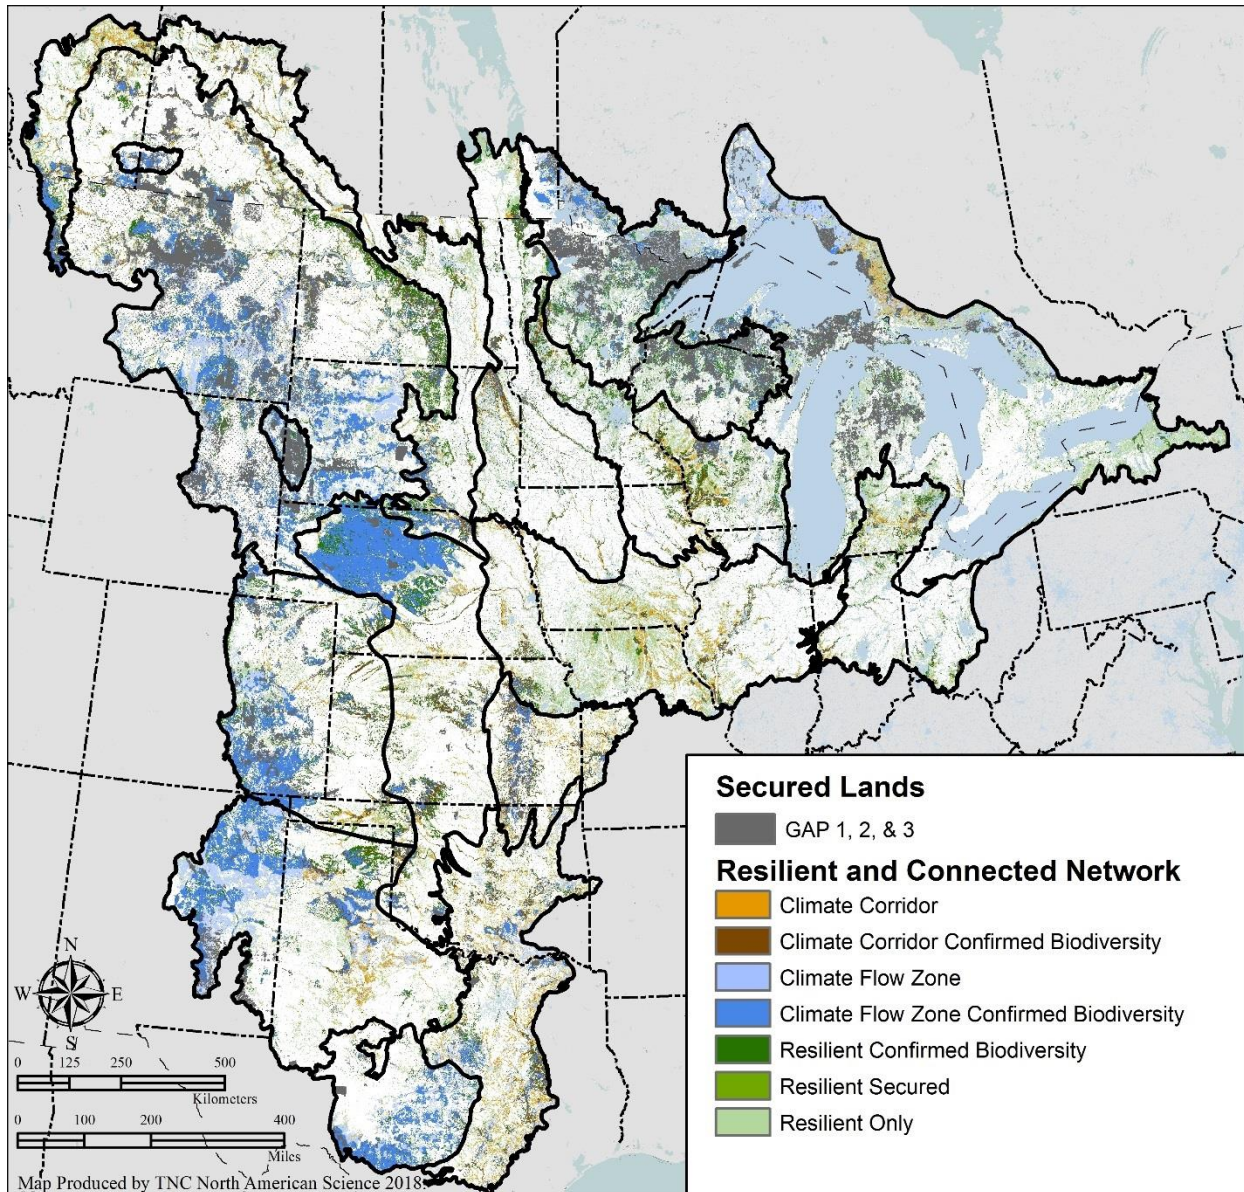 Secured Lands
GAP 1, 2, & 3
Resilient and Connected Network
Climate Corridor
Climate Corridor Confirmed Biodiversity
Climate Flow Zone
Climate Flow Zone Confirmed Biodiversity
Resilient Confirmed Biodiversity
Resilient Secured
Resilient Only
N
W E
S
0 125 250 500
Kilometers
0 100 200 400
Miles
Map Produced by TNC North American Science 2018.